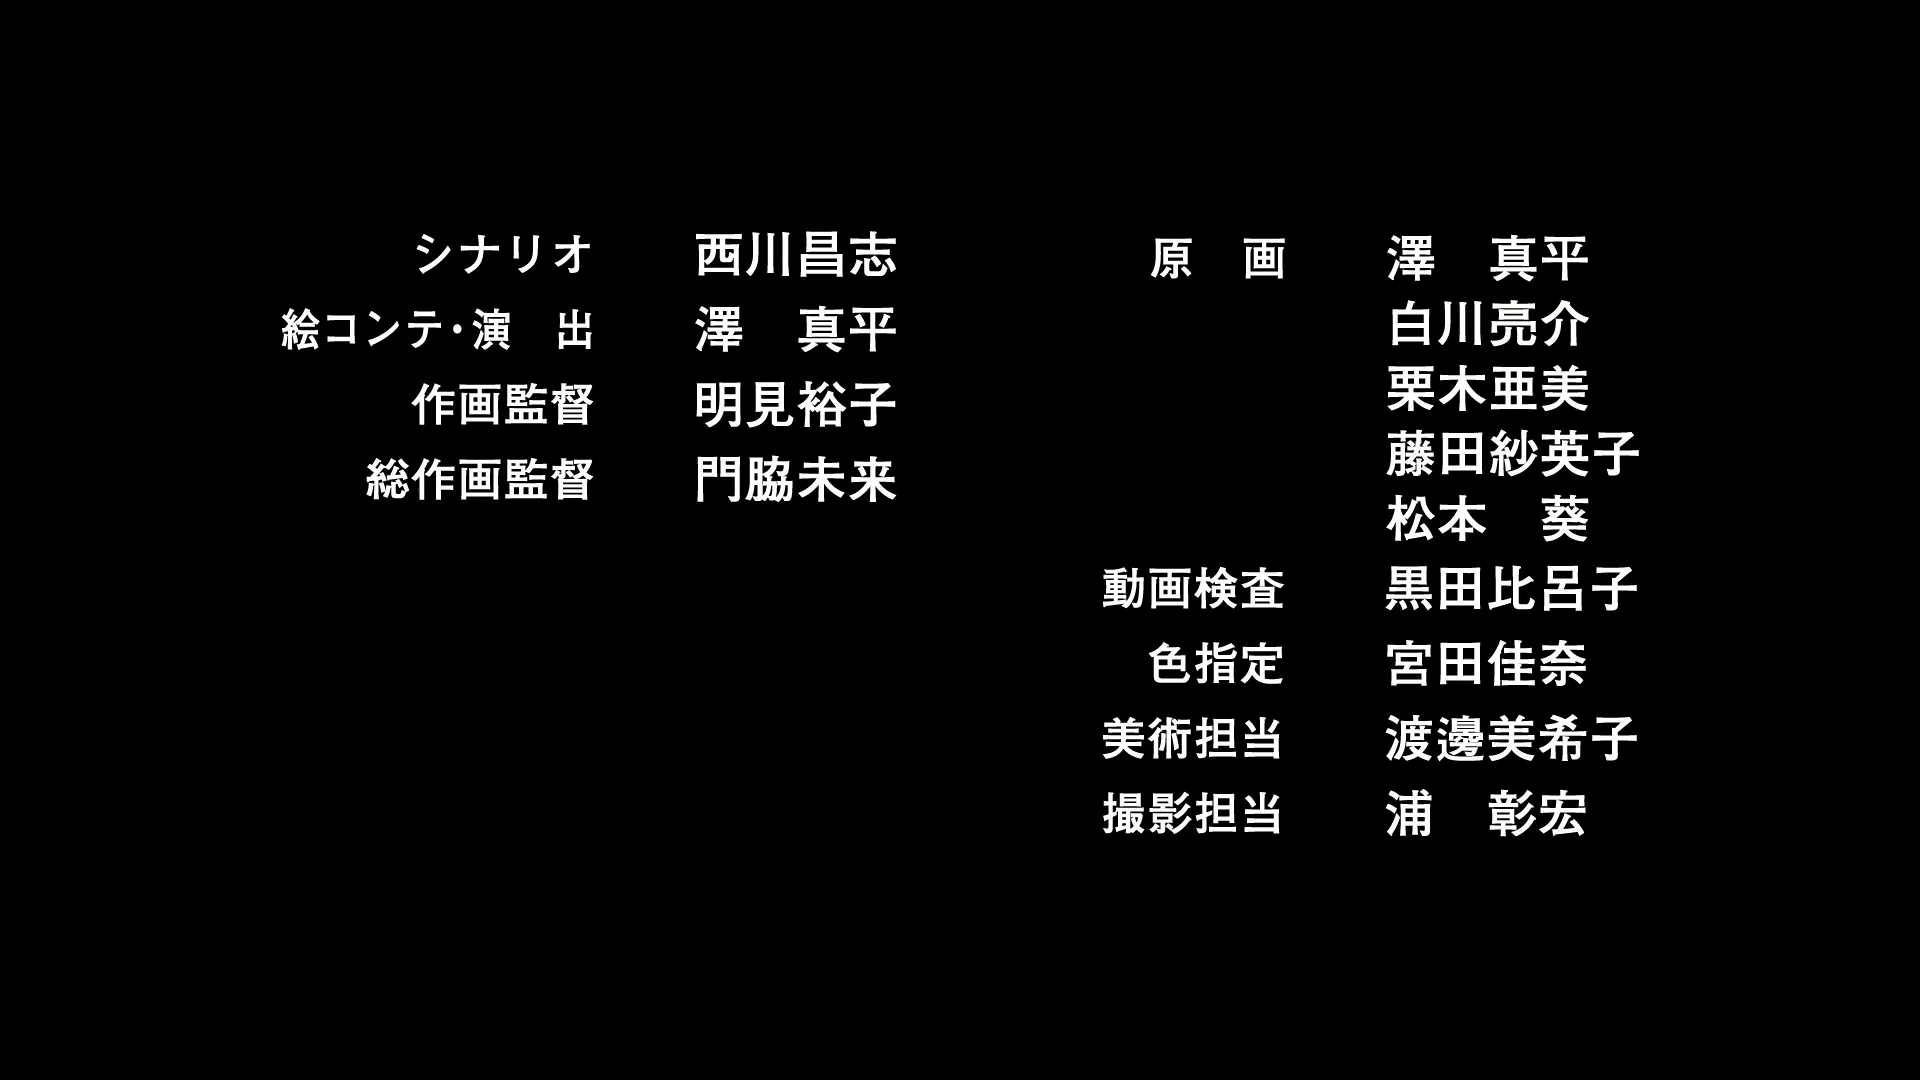 シナリオ　西川昌志
絵コンテ・演　出　澤　真平
作画監督　明見裕子
総作画監督　門脇未来
原　画　澤　真平
白川亮介
栗木亜美
藤田紗英子
松本　葵
動画検査　黒田比呂子
色指定　宮田佳奈
美術担当　渡邊美希子
撮影担当　浦　彰宏